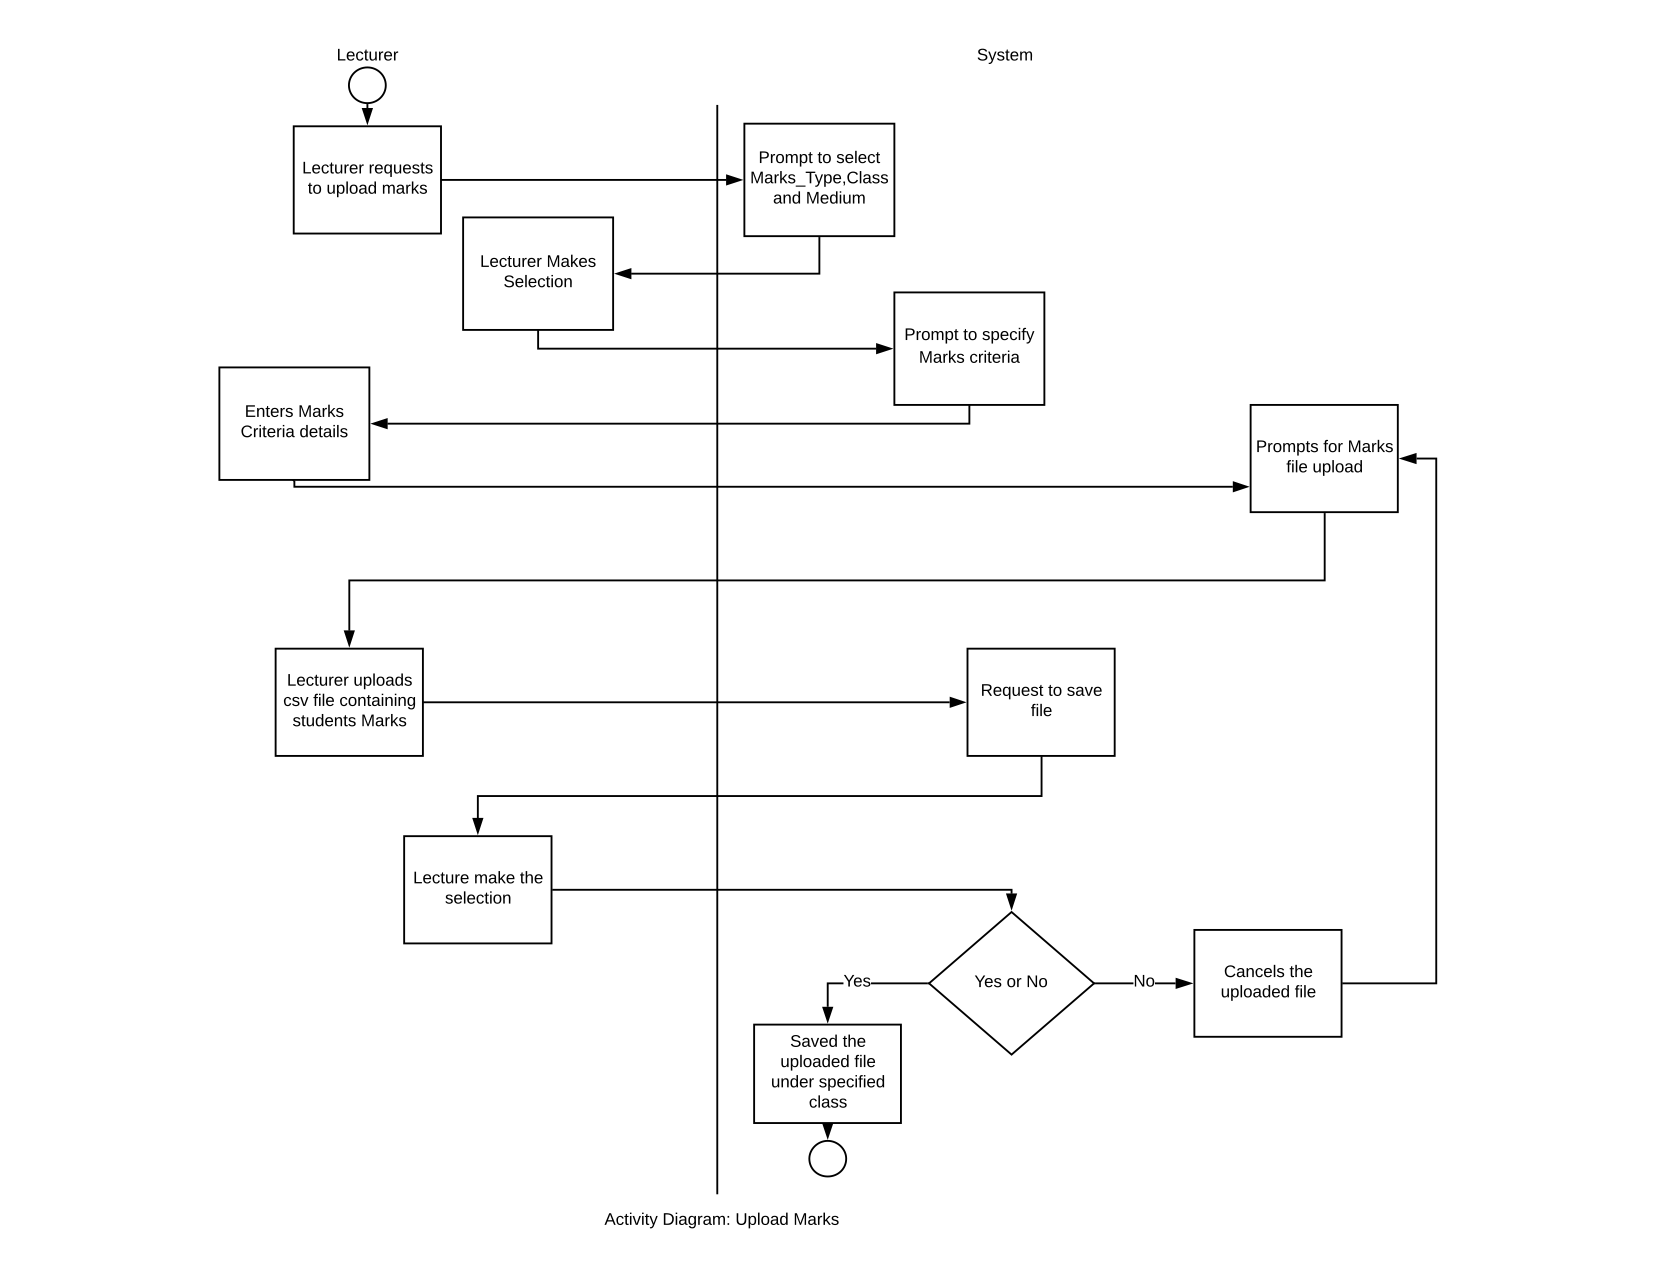 Lecturer
System
Lecturer requests
to upload marks
Prompt to select
Marks_Type,Class
and Medium
Lecturer Makes
Selection
Prompt to specify
Marks criteria
Enters Marks
Criteria details
Prompts for Marks
file upload
Lecturer uploads
csv file containing
students Marks
Request to save
file
Lecture make the
selection
Yes or No
Yes
No
Cancels the
uploaded file
Saved the
uploaded file
under specified
class
Activity Diagram: Upload Marks